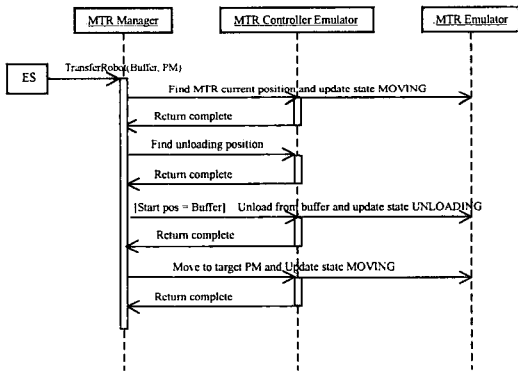 MTR Manager
MTR Controller Emulator
MTR Emulator
ES
TransferRobot(Buffer, PM)
Find MTR current position and update state MOVING
Return complete
Find unloading position
Return complete
[Start pos = Buffer] Unload from buffer and update state UNLOADING
Return complete
Move to target PM and Update state MOVING
Return complete